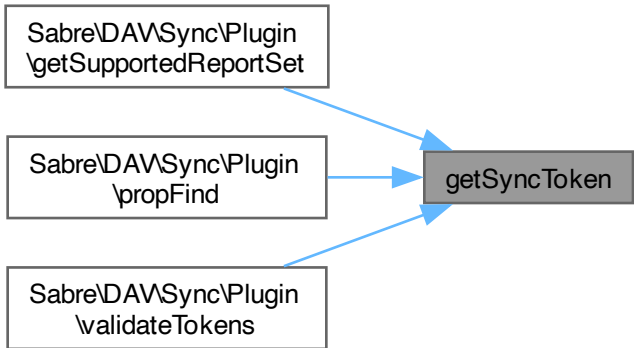 Sabre\DAV\Sync\Plugin
\getSupportedReportSet
Sabre\DAV\Sync\Plugin
\propFind
getSyncToken
Sabre\DAV\Sync\Plugin
\validateTokens